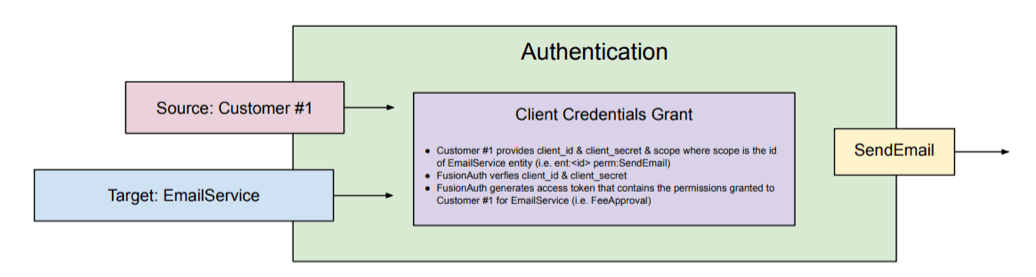 Authentication
Source: Customer #1
Client Credentials Grant
● Customer #1 provides client_id & client_secret & scope where scope is the id
of EmailService entity (i.e. ent:<id> perm:SendEmail)
● FusionAuth verfies client_id & client_secret
● FusionAuth generates access token that contains the permissions granted to
Customer #1 for EmailService (i.e. FeeApproval)
SendEmail
Target: EmailService